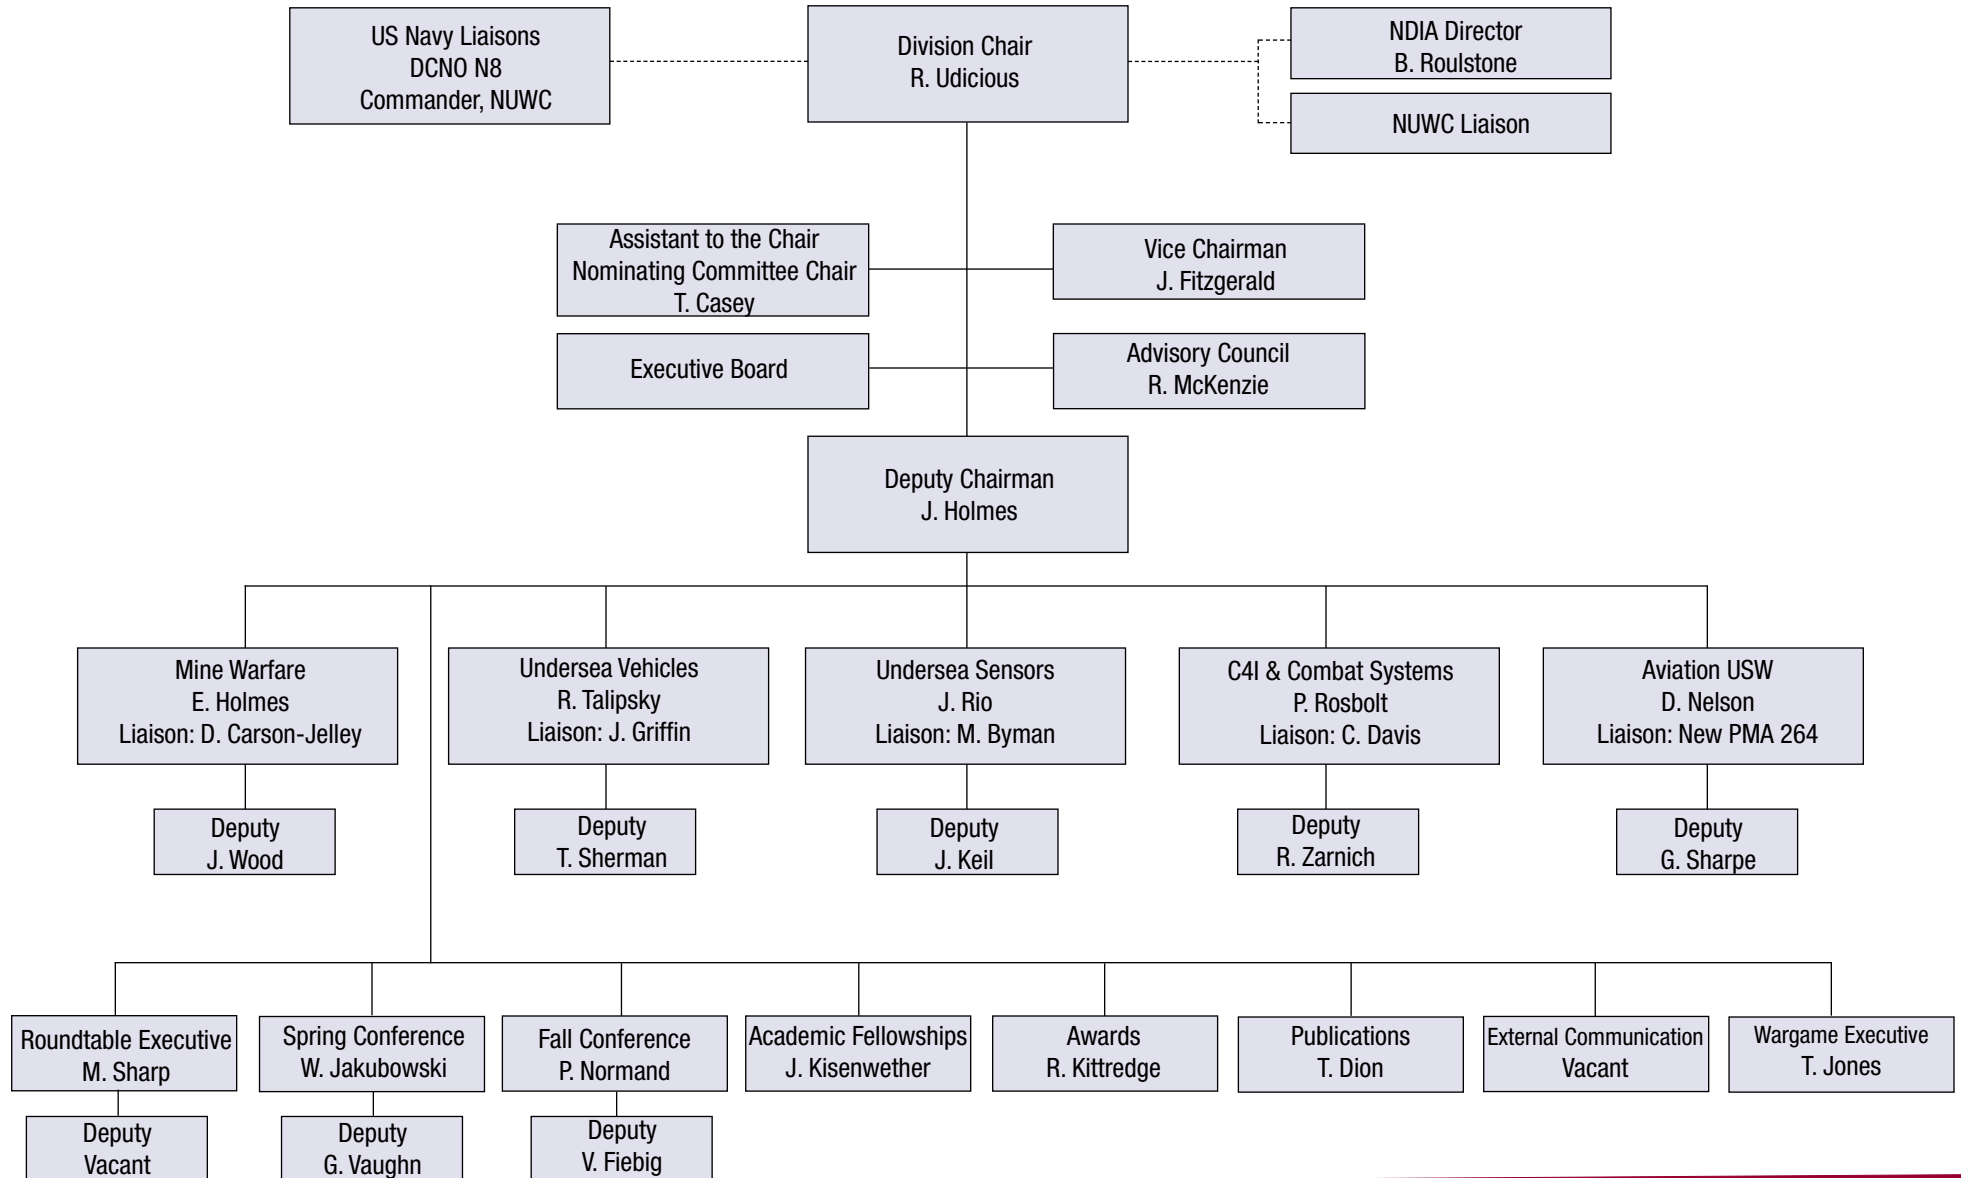 US Navy Liaisons
DCNO N8
Commander, NUWC
Division Chair
R. Udicious
NDIA Director
B. Roulstone
NUWC Liaison
Assistant to the Chair
Nominating Committee Chair
T. Casey
Vice Chairman
J. Fitzgerald
Executive Board
Advisory Council
R. McKenzie
Deputy Chairman
J. Holmes
Mine Warfare
E. Holmes
Liaison: D. Carson-Jelley
Undersea Vehicles
R. Talipsky
Liaison: J. Griffin
Undersea Sensors
J. Rio
Liaison: M. Byman
C4I & Combat Systems
P. Rosbolt
Liaison: C. Davis
Aviation USW
D. Nelson
Liaison: New PMA 264
Deputy
J. Wood
Deputy
T. Sherman
Deputy
J. Keil
Deputy
R. Zarnich
Deputy
G. Sharpe
Roundtable Executive
M. Sharp
Spring Conference
W. Jakubowski
Fall Conference
P. Normand
Academic Fellowships
J. Kisenwether
Awards
R. Kittredge
Publications
T. Dion
External Communication
Vacant
Wargame Executive
T. Jones
Deputy
Vacant
Deputy
G. Vaughn
Deputy
V. Fiebig